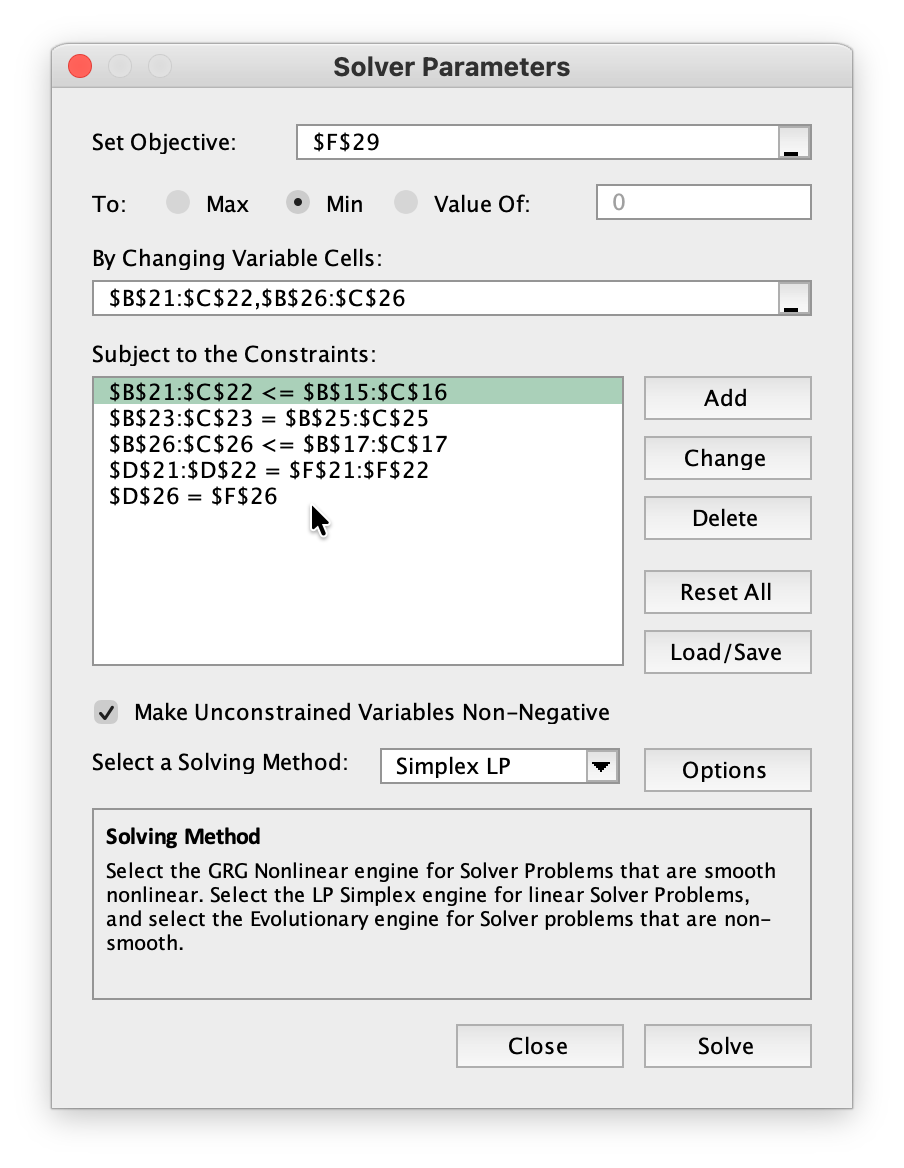 Solver Parameters
Set Objective: $F$29
To: Max Min Value Of: 0
By Changing Variable Cells:
$B$21:$C$22,$B$26:$C$26
Subject to the Constraints:
$B$21:$C$22 <= $B$15:$C$16
$B$23:$C$23 = $B$25:$C$25
$B$26:$C$26 <= $B$17:$C$17
$D$21:$D$22 = $F$21:$F$22
$D$26 = $F$26
Add
Change
Delete
Reset All
Load/Save
Make Unconstrained Variables Non-Negative
Select a Solving Method: Simplex LP Options
Solving Method
Select the GRG Nonlinear engine for Solver Problems that are smooth
nonlinear. Select the LP Simplex engine for linear Solver Problems,
and select the Evolutionary engine for Solver problems that are non-
smooth.
Close Solve